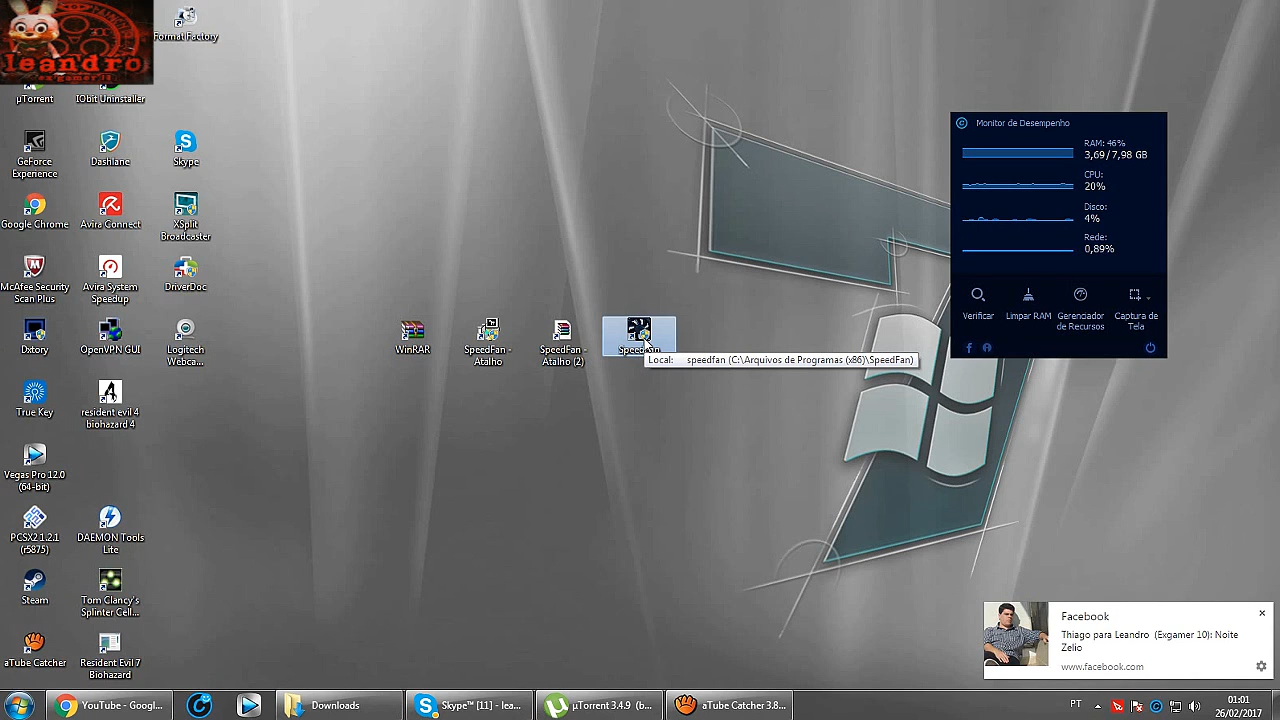 leandro
exgamer10
Format Factory
µTorrent
IObit Uninstaller
GeForce
Experience
Dashlane
Skype
Google Chrome
Avira Connect
XSplit
Broadcaster
McAfee Security
Scan Plus
Avira System
Speedup
DriverDoc
Dxtory
OpenVPN GUI
Logitech
Webca...
WinRAR
SpeedFan -
Atalho
SpeedFan -
Atalho (2)
SpeedFan
Local: speedfan (C:\Arquivos de Programas (x86)\SpeedFan)
True Key
resident evil 4
biohazard 4
Vegas Pro 12.0
(64-bit)
PCSX2.1.2.1
(r5875)
DAEMON Tools
Lite
Steam
Tom Clancy's
Splinter Cell...
aTube Catcher
Resident Evil 7
Biohazard
Monitor de Desempenho
RAM: 46%
3,69/7,98 GB
CPU:
20%
Disco:
4%
Rede:
0,89%
Verificar
Limpar RAM
Gerenciador
de Recursos
Captura de
Tela
Facebook
Thiago para Leandro (Exgamer 10): Noite
Zelio
www.facebook.com
YouTube - Googl...
Downloads
Skype™ [11] - lea...
µTorrent 3.4.9 (b...
aTube Catcher 3.8...
PT
01:01
26/02/2017